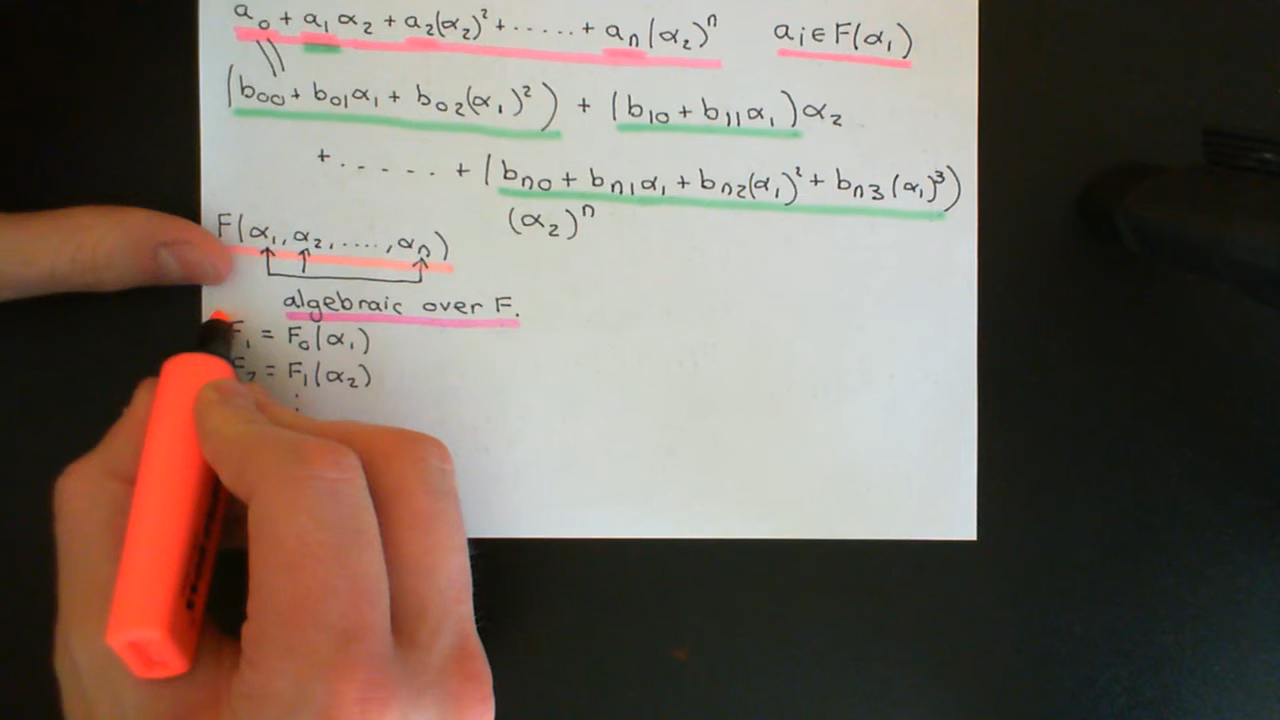 a₀ + a₁α₂ + a₂(α₂)² + ...... + aₙ(α₂)ⁿ aᵢ ∈ F(α₁)
(b₀₀ + b₀₁α₁ + b₀₂(α₁)²) + (b₁₀ + b₁₁α₁)α₂
+ ...... + (bₙ₀ + bₙ₁α₁ + bₙ₂(α₁)² + bₙ₃(α₁)³)
(α₂)ⁿ
F(α₁, α₂, ...., αₙ)
algebraic over F.
F₁ = F₀(α₁)
F₂ = F₁(α₂)
⋮